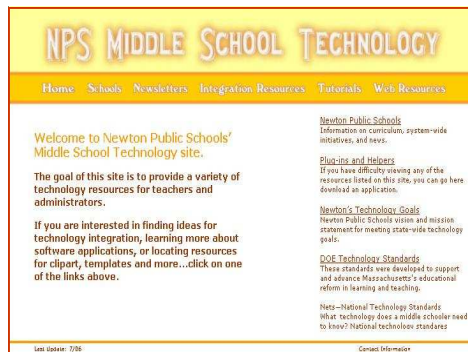 NPS MIDDLE SCHOOL TECHNOLOGY
Home Schools Newsletters Integration Resources Tutorials Web Resources
Welcome to Newton Public Schools'
Middle School Technology site.
The goal of this site is to provide a variety of
technology resources for teachers and
administrators.
If you are interested in finding ideas for
technology integration, learning more about
software applications, or locating resources
for clipart, templates and more...click on one
of the links above.
Newton Public Schools
Information on curriculum, system-wide
initiatives, and news.
Plug-ins and Helpers
If you have difficulty viewing any of the
resources listed on this site, you can go here
download an application.
Newton's Technology Goals
Newton Public Schools vision and mission
statement for meeting state-wide technology
goals.
DOE Technology Standards
These standards were developed to support
and advance Massachusetts's educational
reform in learning and teaching.
Nets—National Technology Standards
What technology does a middle schooler need
to know? National technology standares
Last Update: 7/06
Contact Information